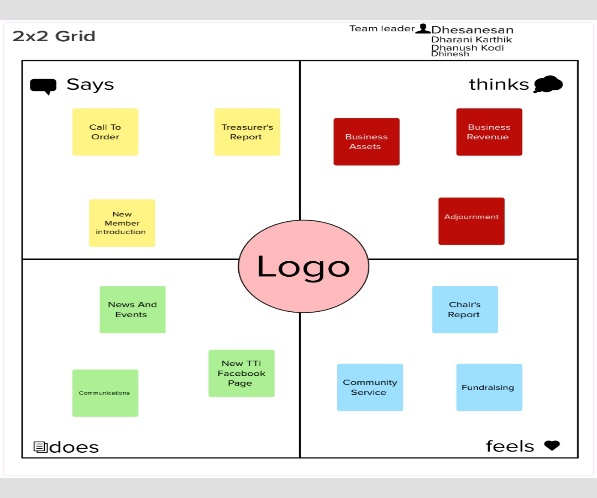 2x2 Grid
Team leader Dhesanesan
Dharani Karthik
Dhanush Kodi
Dhinesh
Says
thinks
Call To
Order
Treasurer's
Report
Business
Assets
Business
Revenue
New
Member
introduction
Adjournment
Logo
News And
Events
Chair's
Report
New TTI
Facebook
Page
Communications
Community
Service
Fundraising
does
feels